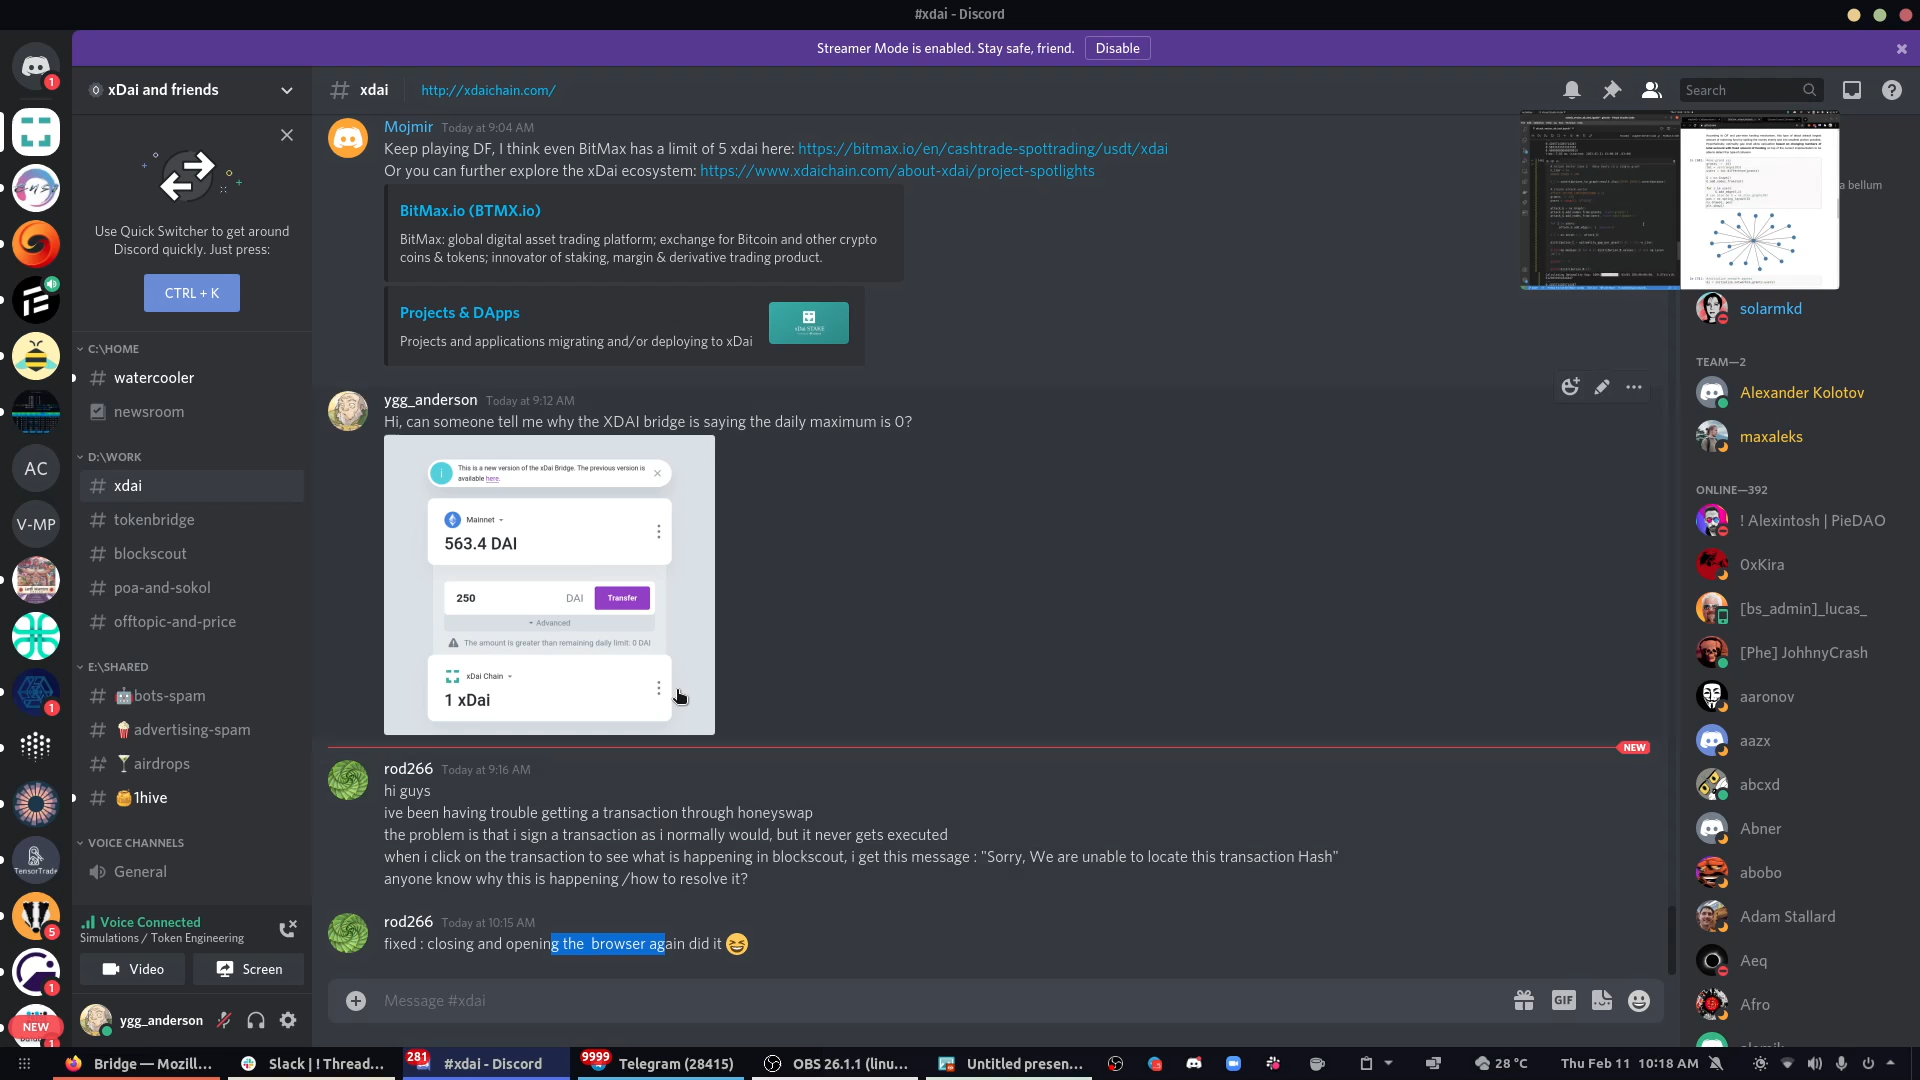 #xdai - Discord
Streamer Mode is enabled. Stay safe, friend.
Disable
xDai and friends
xdai
http://xdaichain.com/
Search
Use Quick Switcher to get around
Discord quickly. Just press:
CTRL + K
C:\HOME
watercooler
newsroom
D:\WORK
xdai
tokenbridge
blockscout
poa-and-sokol
offtopic-and-price
E:\SHARED
🤖bots-spam
🍿advertising-spam
🍸airdrops
🍯1hive
VOICE CHANNELS
General
Voice Connected
Simulations / Token Engineering
Video
Screen
ygg_anderson
1
AC
V-MP
1
TensorTrade
5
1
NEW
Mojmir Today at 9:04 AM
Keep playing DF, I think even BitMax has a limit of 5 xdai here: https://bitmax.io/en/cashtrade-spottrading/usdt/xdai
Or you can further explore the xDai ecosystem: https://www.xdaichain.com/about-xdai/project-spotlights
BitMax.io (BTMX.io)
BitMax: global digital asset trading platform; exchange for Bitcoin and other crypto
coins & tokens; innovator of staking, margin & derivative trading product.
Projects & DApps
Projects and applications migrating and/or deploying to xDai
xDai STAKE
ygg_anderson Today at 9:12 AM
Hi, can someone tell me why the XDAI bridge is saying the daily maximum is 0?
This is a new version of the xDai Bridge. The previous version is
available here.
Mainnet
563.4 DAI
250
DAI
Transfer
Advanced
The amount is greater than remaining daily limit: 0 DAI
xDai Chain
1 xDai
NEW
rod266 Today at 9:16 AM
hi guys
ive been having trouble getting a transaction through honeyswap
the problem is that i sign a transaction as i normally would, but it never gets executed
when i click on the transaction to see what is happening in blockscout, i get this message : "Sorry, We are unable to locate this transaction Hash"
anyone know why this is happening /how to resolve it?
rod266 Today at 10:15 AM
fixed : closing and opening the  browser again did it 😆
Message #xdai
GIF
a bellum
solarmkd
TEAM—2
Alexander Kolotov
maxaleks
ONLINE—392
! Alexintosh | PieDAO
0xKira
[bs_admin]_lucas_
[Phe] JohhnyCrash
aaronov
aazx
abcxd
Abner
abobo
Adam Stallard
Aeq
Afro
Bridge — Mozill...
Slack | ! Thread...
281
#xdai - Discord
9999
Telegram (28415)
OBS 26.1.1 (linu...
Untitled presen...
28 °C
Thu Feb 11 10:18 AM